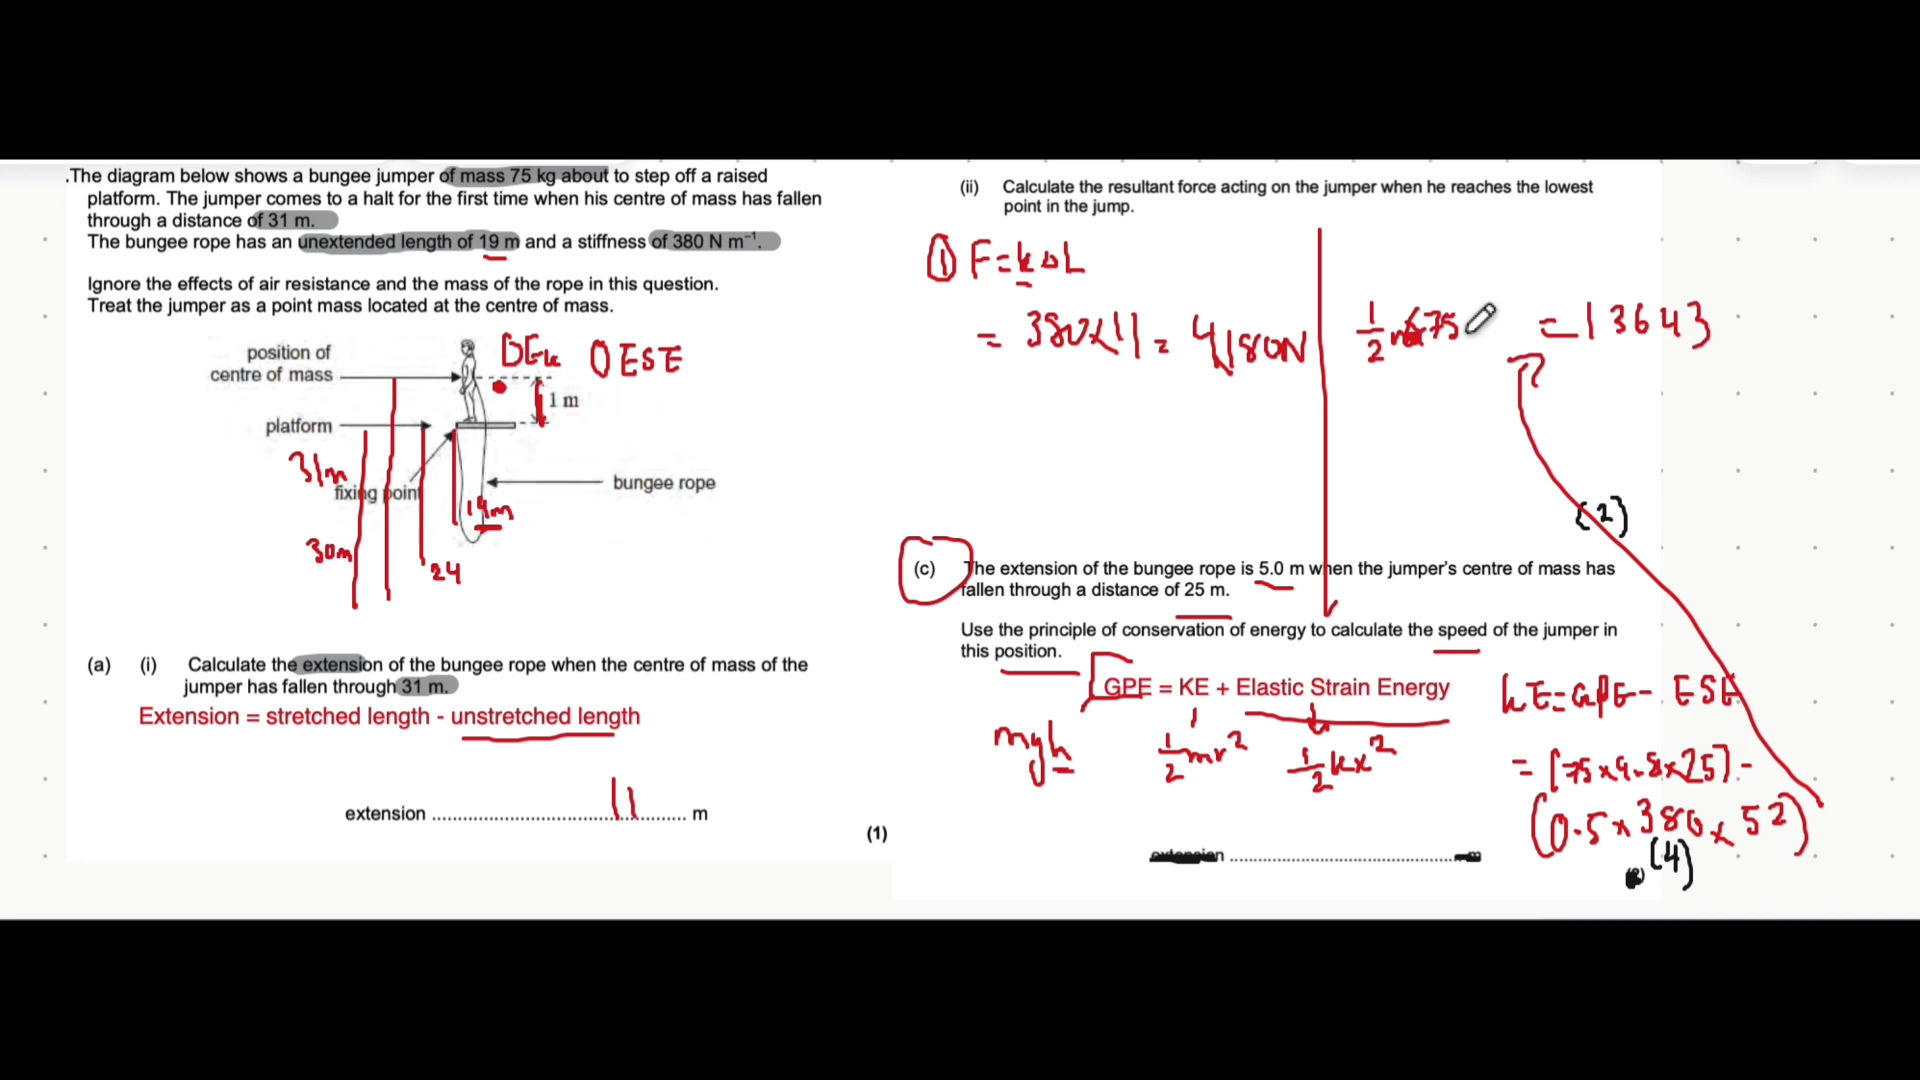 .The diagram below shows a bungee jumper of mass 75 kg about to step off a raised
platform. The jumper comes to a halt for the first time when his centre of mass has fallen
through a distance of 31 m.
The bungee rope has an unextended length of 19 m and a stiffness of 380 N m⁻¹.
Ignore the effects of air resistance and the mass of the rope in this question.
Treat the jumper as a point mass located at the centre of mass.
position of
centre of mass
0 ESE
1 m
platform
31m
fixing point
bungee rope
19m
30m
24
(a) (i) Calculate the extension of the bungee rope when the centre of mass of the
jumper has fallen through 31 m.
Extension = stretched length - unstretched length
extension 11 m
(1)
(ii) Calculate the resultant force acting on the jumper when he reaches the lowest
point in the jump.
① F=kΔL
= 380×11 = 4180N
1/2 75 = 13643
(2)
(c) The extension of the bungee rope is 5.0 m when the jumper's centre of mass has
fallen through a distance of 25 m.
Use the principle of conservation of energy to calculate the speed of the jumper in
this position.
GPE = KE + Elastic Strain Energy
mgh 1/2 mv² 1/2 kx²
KE=GPE- ESE
= [75×9.8×25] -
(0.5×380×5²)
(4)